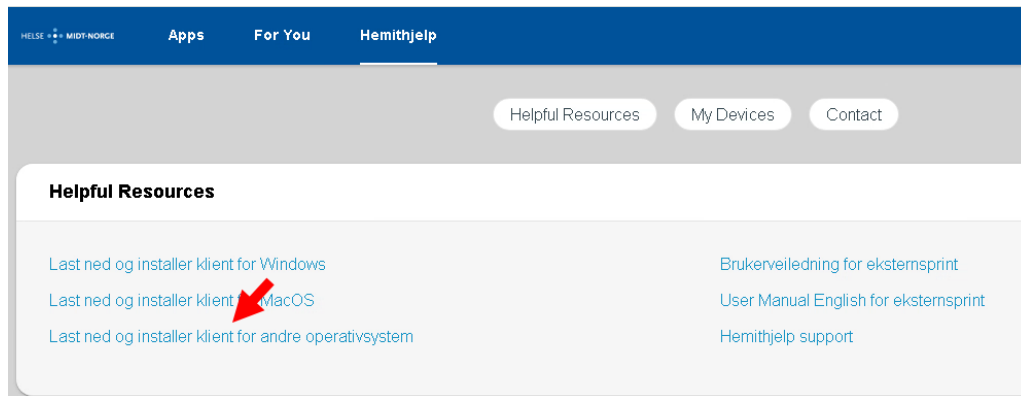 HELSE MIDT-NORGE Apps For You Hemithjelp
Helpful Resources My Devices Contact
Helpful Resources
Last ned og installer klient for Windows
Last ned og installer klient MacOS
Last ned og installer klient for andre operativsystem
Brukerveiledning for eksternsprint
User Manual English for eksternsprint
Hemithjelp support